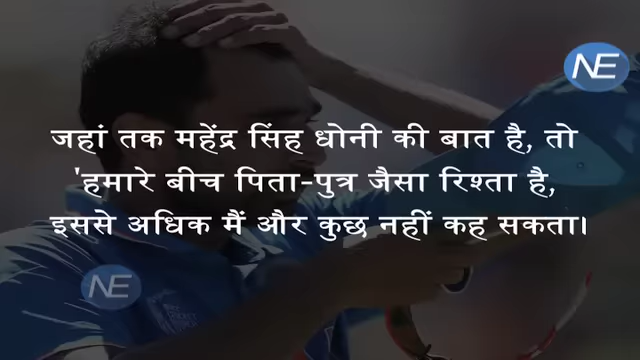 NE
जहां तक महेंद्र सिंह धोनी की बात है, तो
'हमारे बीच पिता-पुत्र जैसा रिश्ता है,
इससे अधिक मैं और कुछ नहीं कह सकता।
NE